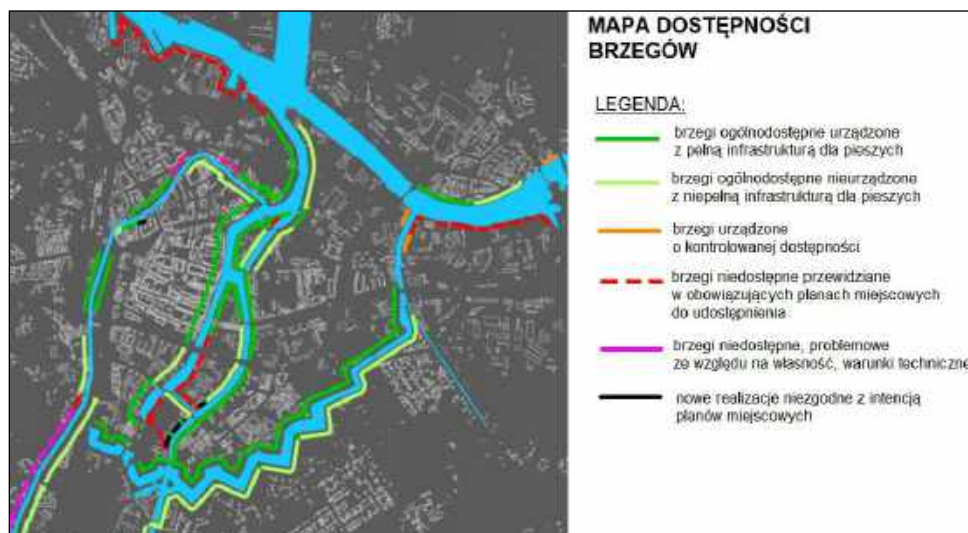 MAPA DOSTĘPNOŚCI
BRZEGÓW
LEGENDA:
brzegi ogólnodostępne urządzone
z pełną infrastrukturą dla pieszych
brzegi ogólnodostępne nieurządzone
z niepełną infrastrukturą dla pieszych
brzegi urządzone
o kontrolowanej dostępności
brzegi niedostępne przewidziane
w obowiązujących planach miejscowych
do udostępnienia
brzegi niedostępne, problemowe
ze względu na własność, warunki techniczne
nowe realizacje niezgodne z intencją
planów miejscowych